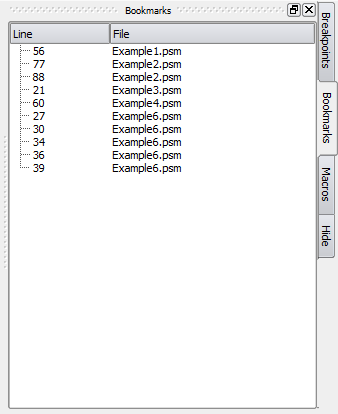 Bookmarks
Line File
56 Example1.psm
77 Example2.psm
88 Example2.psm
21 Example3.psm
60 Example4.psm
27 Example6.psm
30 Example6.psm
34 Example6.psm
36 Example6.psm
39 Example6.psm
Breakpoints
Bookmarks
Macros
Hide